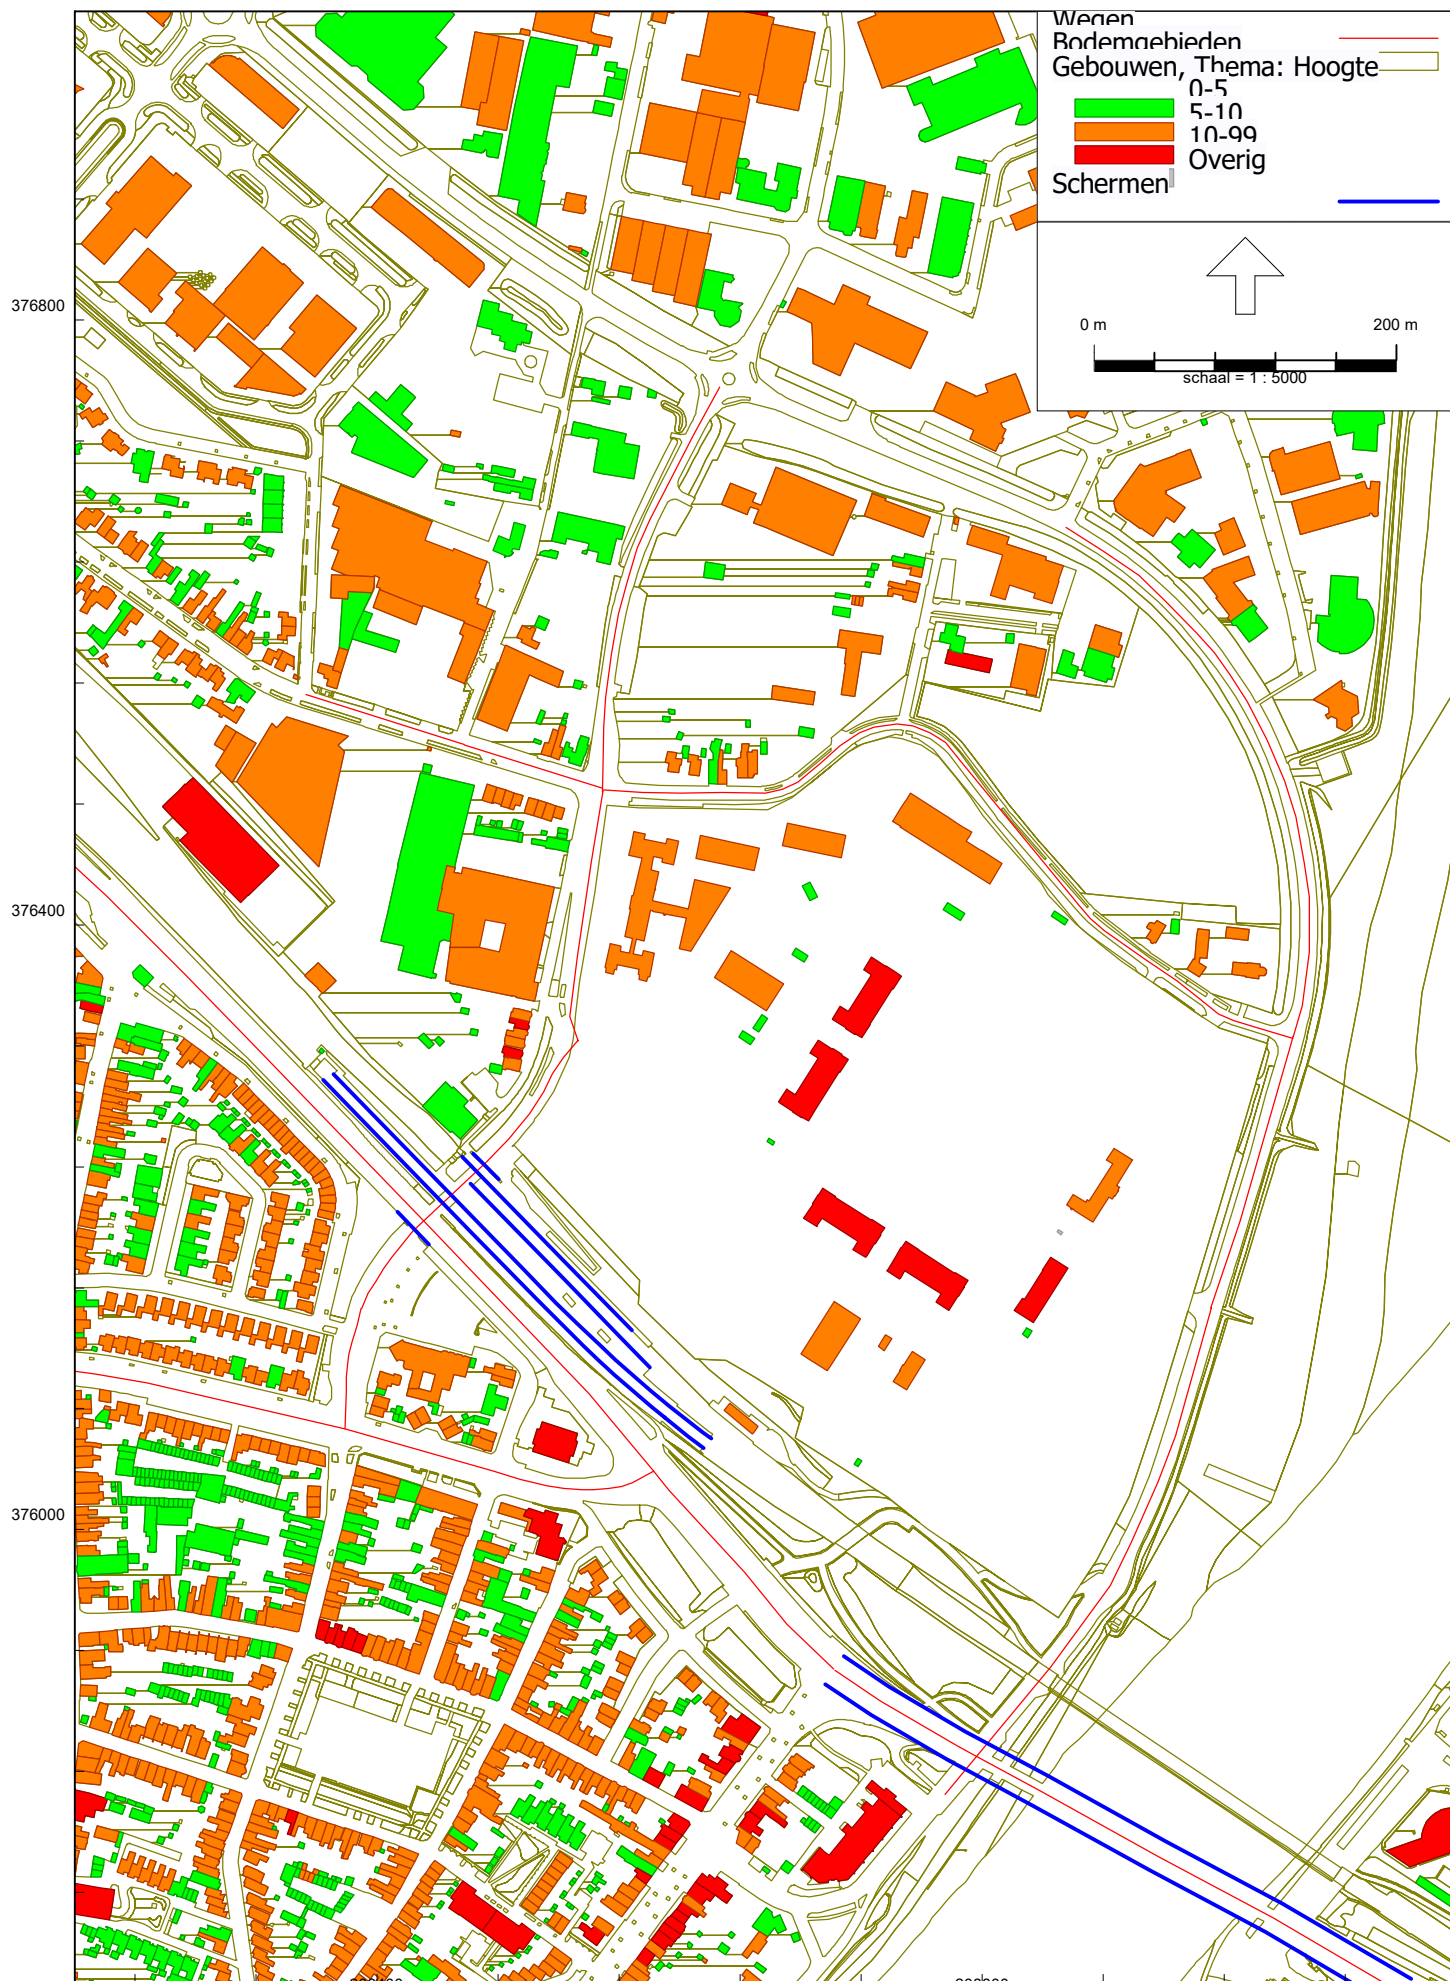 Wegen
Bodemgebieden
Gebouwen, Thema: Hoogte
0-5
5-10
10-99
Overig
Schermen
0 m
200 m
schaal = 1 : 5000
376800
376400
376000